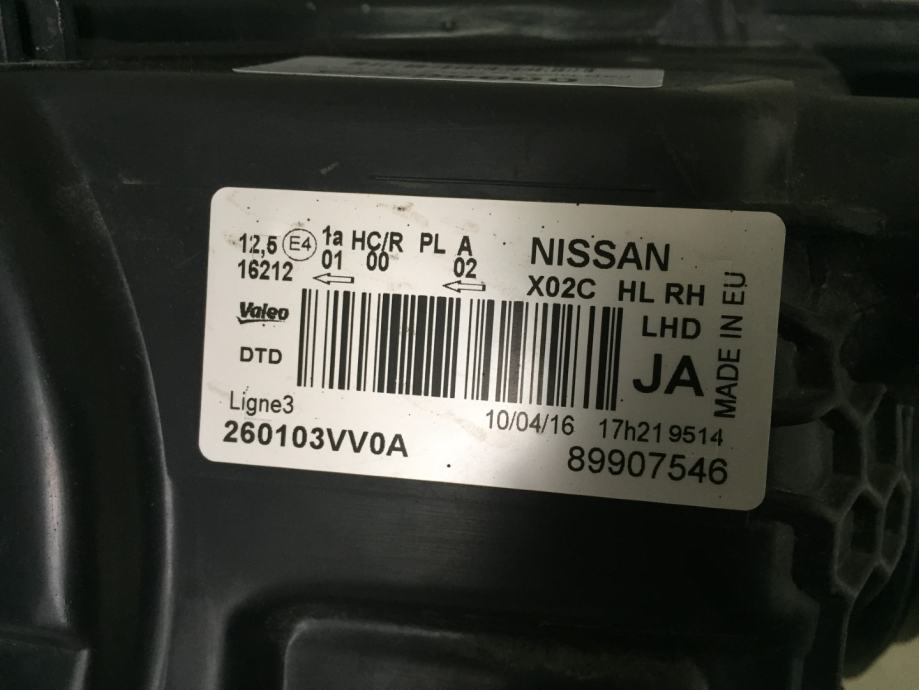 12,5 E4 1a HC/R PL A NISSAN
16212 01 00 02 X02C HL RH
Valeo LHD
DTD JA
MADE IN EU
Ligne3 10/04/16 17h21 9514
260103VV0A 89907546